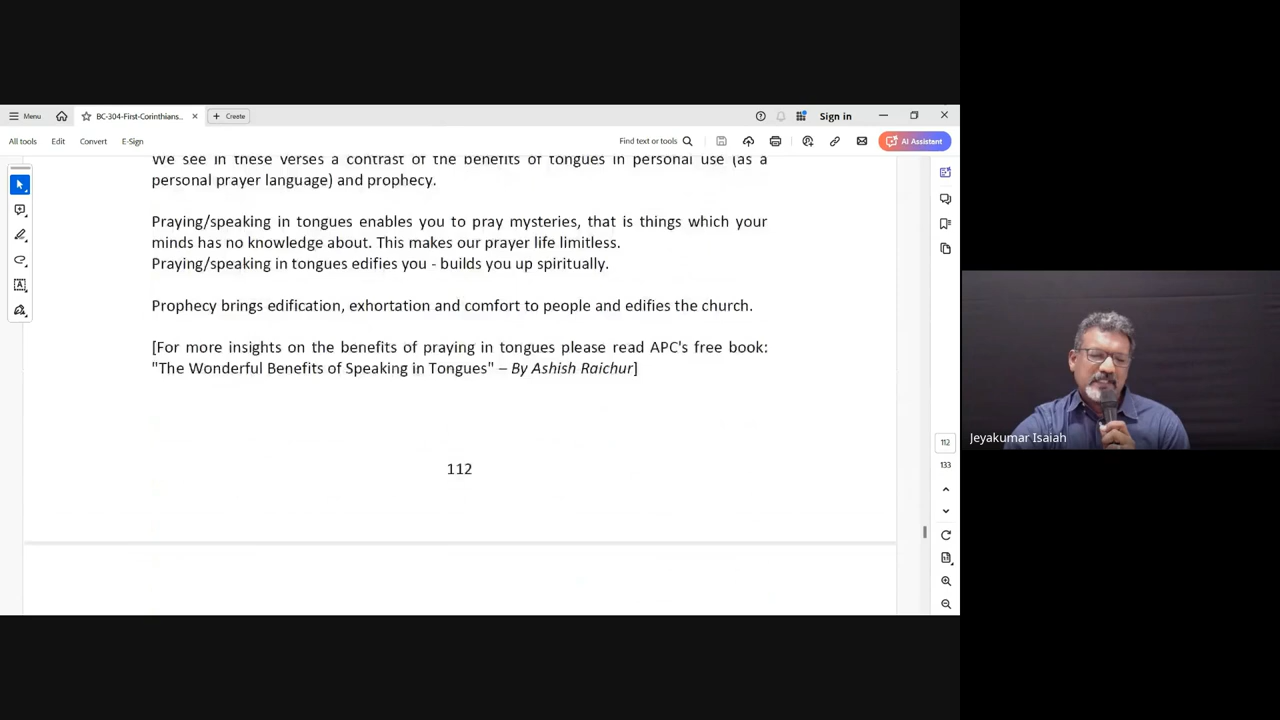 Menu
BC-304-First-Corinthians...
Create
Sign in
All tools
Edit
Convert
E-Sign
Find text or tools
AI Assistant
We see in these verses a contrast of the benefits of tongues in personal use (as a
personal prayer language) and prophecy.
Praying/speaking in tongues enables you to pray mysteries, that is things which your
minds has no knowledge about. This makes our prayer life limitless.
Praying/speaking in tongues edifies you - builds you up spiritually.
Prophecy brings edification, exhortation and comfort to people and edifies the church.
[For more insights on the benefits of praying in tongues please read APC's free book:
"The Wonderful Benefits of Speaking in Tongues" – By Ashish Raichur]
112
112
133
Jeyakumar Isaiah